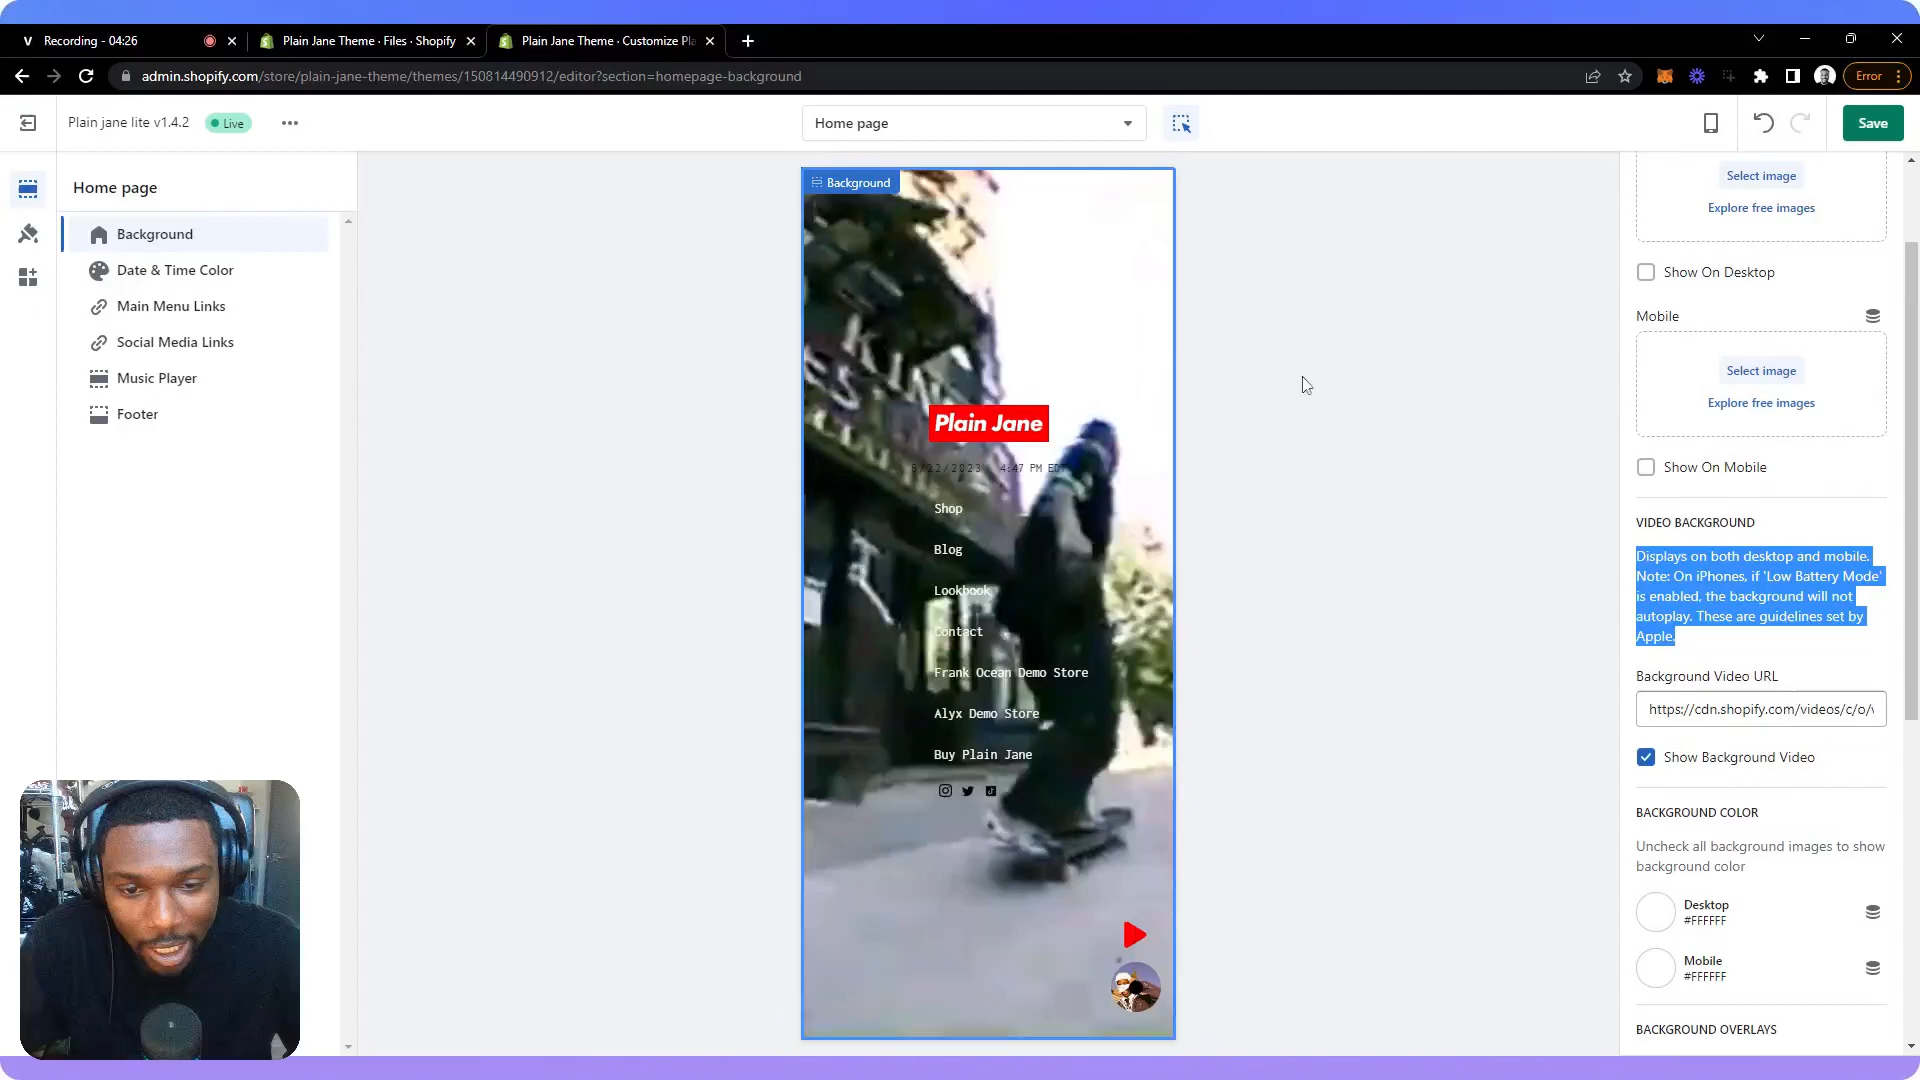 Recording - 04:26
Plain Jane Theme · Files · Shopify
Plain Jane Theme · Customize Pla
admin.shopify.com/store/plain-jane-theme/themes/150814490912/editor?section=homepage-background
Error
Plain jane lite v1.4.2
Live
Home page
Save
Home page
Background
Date & Time Color
Main Menu Links
Social Media Links
Music Player
Footer
Background
Plain Jane
6/22/2023 4:47 PM EDT
Shop
Blog
Lookbook
Contact
Frank Ocean Demo Store
Alyx Demo Store
Buy Plain Jane
Select image
Explore free images
Show On Desktop
Mobile
Select image
Explore free images
Show On Mobile
VIDEO BACKGROUND
Displays on both desktop and mobile.
Note: On iPhones, if 'Low Battery Mode'
is enabled, the background will not
autoplay. These are guidelines set by
Apple.
Background Video URL
https://cdn.shopify.com/videos/c/o/v
Show Background Video
BACKGROUND COLOR
Uncheck all background images to show
background color
Desktop
#FFFFFF
Mobile
#FFFFFF
BACKGROUND OVERLAYS